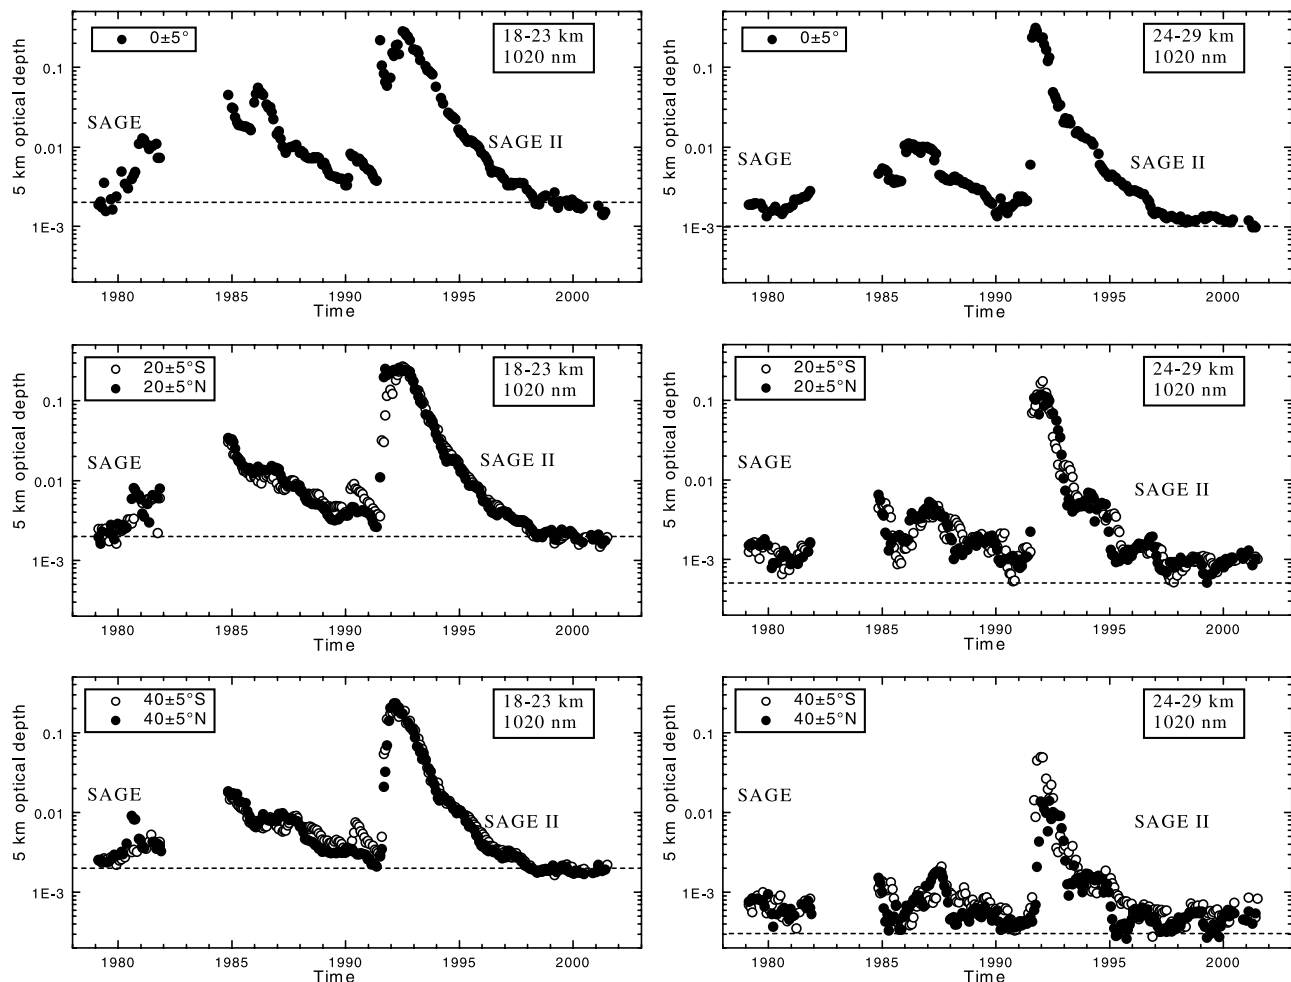 0±5°
18-23 km
1020 nm
SAGE
SAGE II
5 km optical depth
0.1
0.01
1E-3
1980
1985
1990
1995
2000
Time
0±5°
24-29 km
1020 nm
SAGE
SAGE II
5 km optical depth
0.1
0.01
1E-3
1980
1985
1990
1995
2000
Time
20±5°S
20±5°N
18-23 km
1020 nm
SAGE
SAGE II
5 km optical depth
0.1
0.01
1E-3
1980
1985
1990
1995
2000
Time
20±5°S
20±5°N
24-29 km
1020 nm
SAGE
SAGE II
5 km optical depth
0.1
0.01
1E-3
1980
1985
1990
1995
2000
Time
40±5°S
40±5°N
18-23 km
1020 nm
SAGE
SAGE II
5 km optical depth
0.1
0.01
1E-3
1980
1985
1990
1995
2000
Time
40±5°S
40±5°N
24-29 km
1020 nm
SAGE
SAGE II
5 km optical depth
0.1
0.01
1E-3
1980
1985
1990
1995
2000
Time